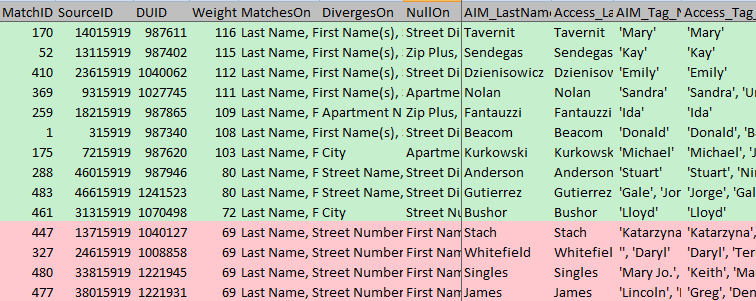 MatchID SourceID DUID Weight MatchesOn DivergesOn NullOn AIM_LastNam Access_La AIM_Tag_N Access_Tag_
170 14015919 987611 116 Last Name, First Name(s), Street Di Tavernit Tavernit 'Mary' 'Mary'
52 13115919 987402 115 Last Name, First Name(s), Zip Plus, Sendegas Sendegas 'Kay' 'Kay'
410 23615919 1040062 112 Last Name, First Name(s), Street Di Dzienisowicz Dzienisov 'Emily' 'Emily'
369 9315919 1027745 111 Last Name, First Name(s), Apartme Nolan Nolan 'Sandra' 'Sandra', 'Ur
259 18215919 987865 109 Last Name, F Apartment N Zip Plus, Fantauzzi Fantauzzi 'Ida' 'Ida'
1 315919 987340 108 Last Name, First Name(s), Street Di Beacom Beacom 'Donald' 'Donald', 'B
175 7215919 987620 103 Last Name, F City Apartme Kurkowski Kurkowsk 'Michael' 'Michael', 'J
288 46015919 987946 80 Last Name, F Street Name, Street Di Anderson Anderson 'Stuart' 'Stuart', 'Nir
483 46615919 1241523 80 Last Name, F Street Name, Street Di Gutierrez Gutierrez 'Gale', 'Jor 'Jorge', 'Gal
461 31315919 1070498 72 Last Name, F City Street Nu Bushor Bushor 'Lloyd' 'Lloyd'
447 13715919 1040127 69 Last Name, Street Number First Nam Stach Stach 'Katarzyna 'Katarzyna',
327 24615919 1008858 69 Last Name, Street Number First Nam Whitefield Whitefiel '', 'Daryl' 'Daryl', 'Ter
480 33815919 1221945 69 Last Name, Street Number First Nam Singles Singles 'Mary Jo.', ' 'Keith', 'Ma
477 38015919 1221931 69 Last Name, Street Number First Nam James James 'Lincoln', ' 'Greg', 'Den